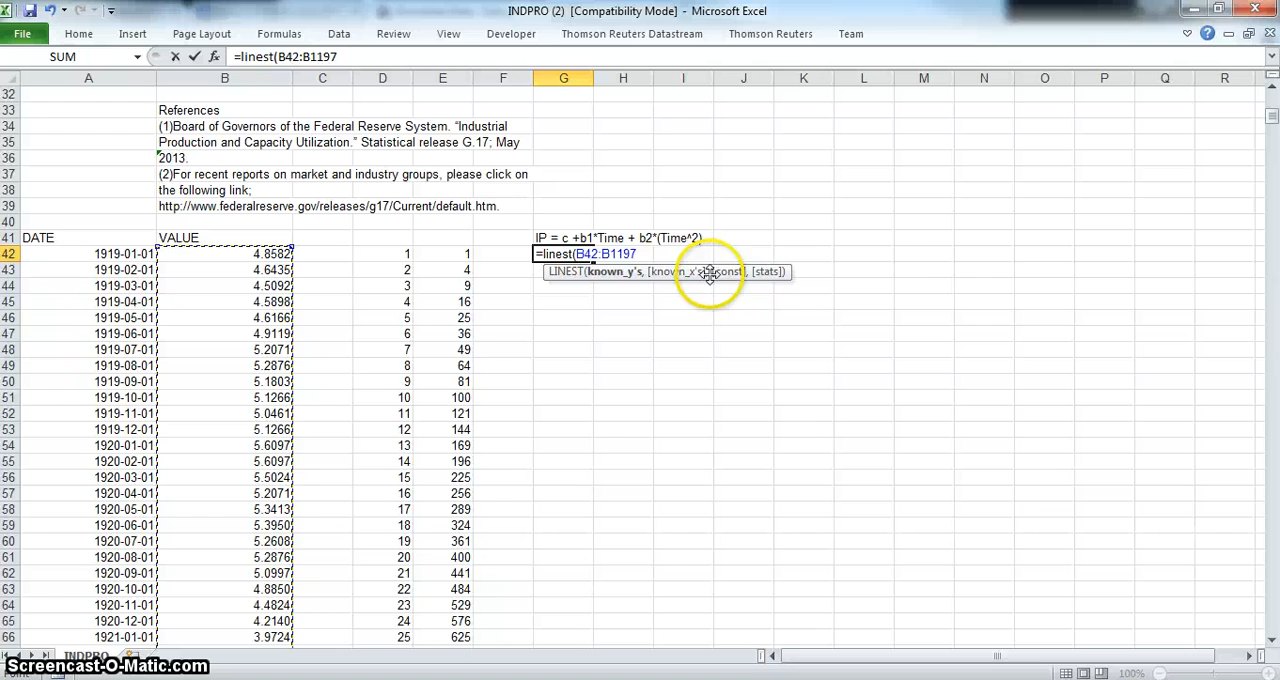 INDPRO (2) [Compatibility Mode] - Microsoft Excel
File Home Insert Page Layout Formulas Data Review View Developer Thomson Reuters Datastream Thomson Reuters Team
SUM fx =linest(B42:B1197
A B C D E F G H I J K L M N O P Q R
32
33 References
34 (1)Board of Governors of the Federal Reserve System. “Industrial
35 Production and Capacity Utilization.” Statistical release G.17; May
36 2013.
37 (2)For recent reports on market and industry groups, please click on
38 the following link;
39 http://www.federalreserve.gov/releases/g17/Current/default.htm.
40
41 DATE VALUE IP = c +b1*Time + b2*(Time^2)
42 1919-01-01 4.8582 1 1 =linest(B42:B1197
43 1919-02-01 4.6435 2 4 LINEST(known_y's, [known_x's], [const], [stats])
44 1919-03-01 4.5092 3 9
45 1919-04-01 4.5898 4 16
46 1919-05-01 4.6166 5 25
47 1919-06-01 4.9119 6 36
48 1919-07-01 5.2071 7 49
49 1919-08-01 5.2876 8 64
50 1919-09-01 5.1803 9 81
51 1919-10-01 5.1266 10 100
52 1919-11-01 5.0461 11 121
53 1919-12-01 5.1266 12 144
54 1920-01-01 5.6097 13 169
55 1920-02-01 5.6097 14 196
56 1920-03-01 5.5024 15 225
57 1920-04-01 5.2071 16 256
58 1920-05-01 5.3413 17 289
59 1920-06-01 5.3950 18 324
60 1920-07-01 5.2608 19 361
61 1920-08-01 5.2876 20 400
62 1920-09-01 5.0997 21 441
63 1920-10-01 4.8850 22 484
64 1920-11-01 4.4824 23 529
65 1920-12-01 4.2140 24 576
66 1921-01-01 3.9724 25 625
INDPRO
Screencast-O-Matic.com
100%